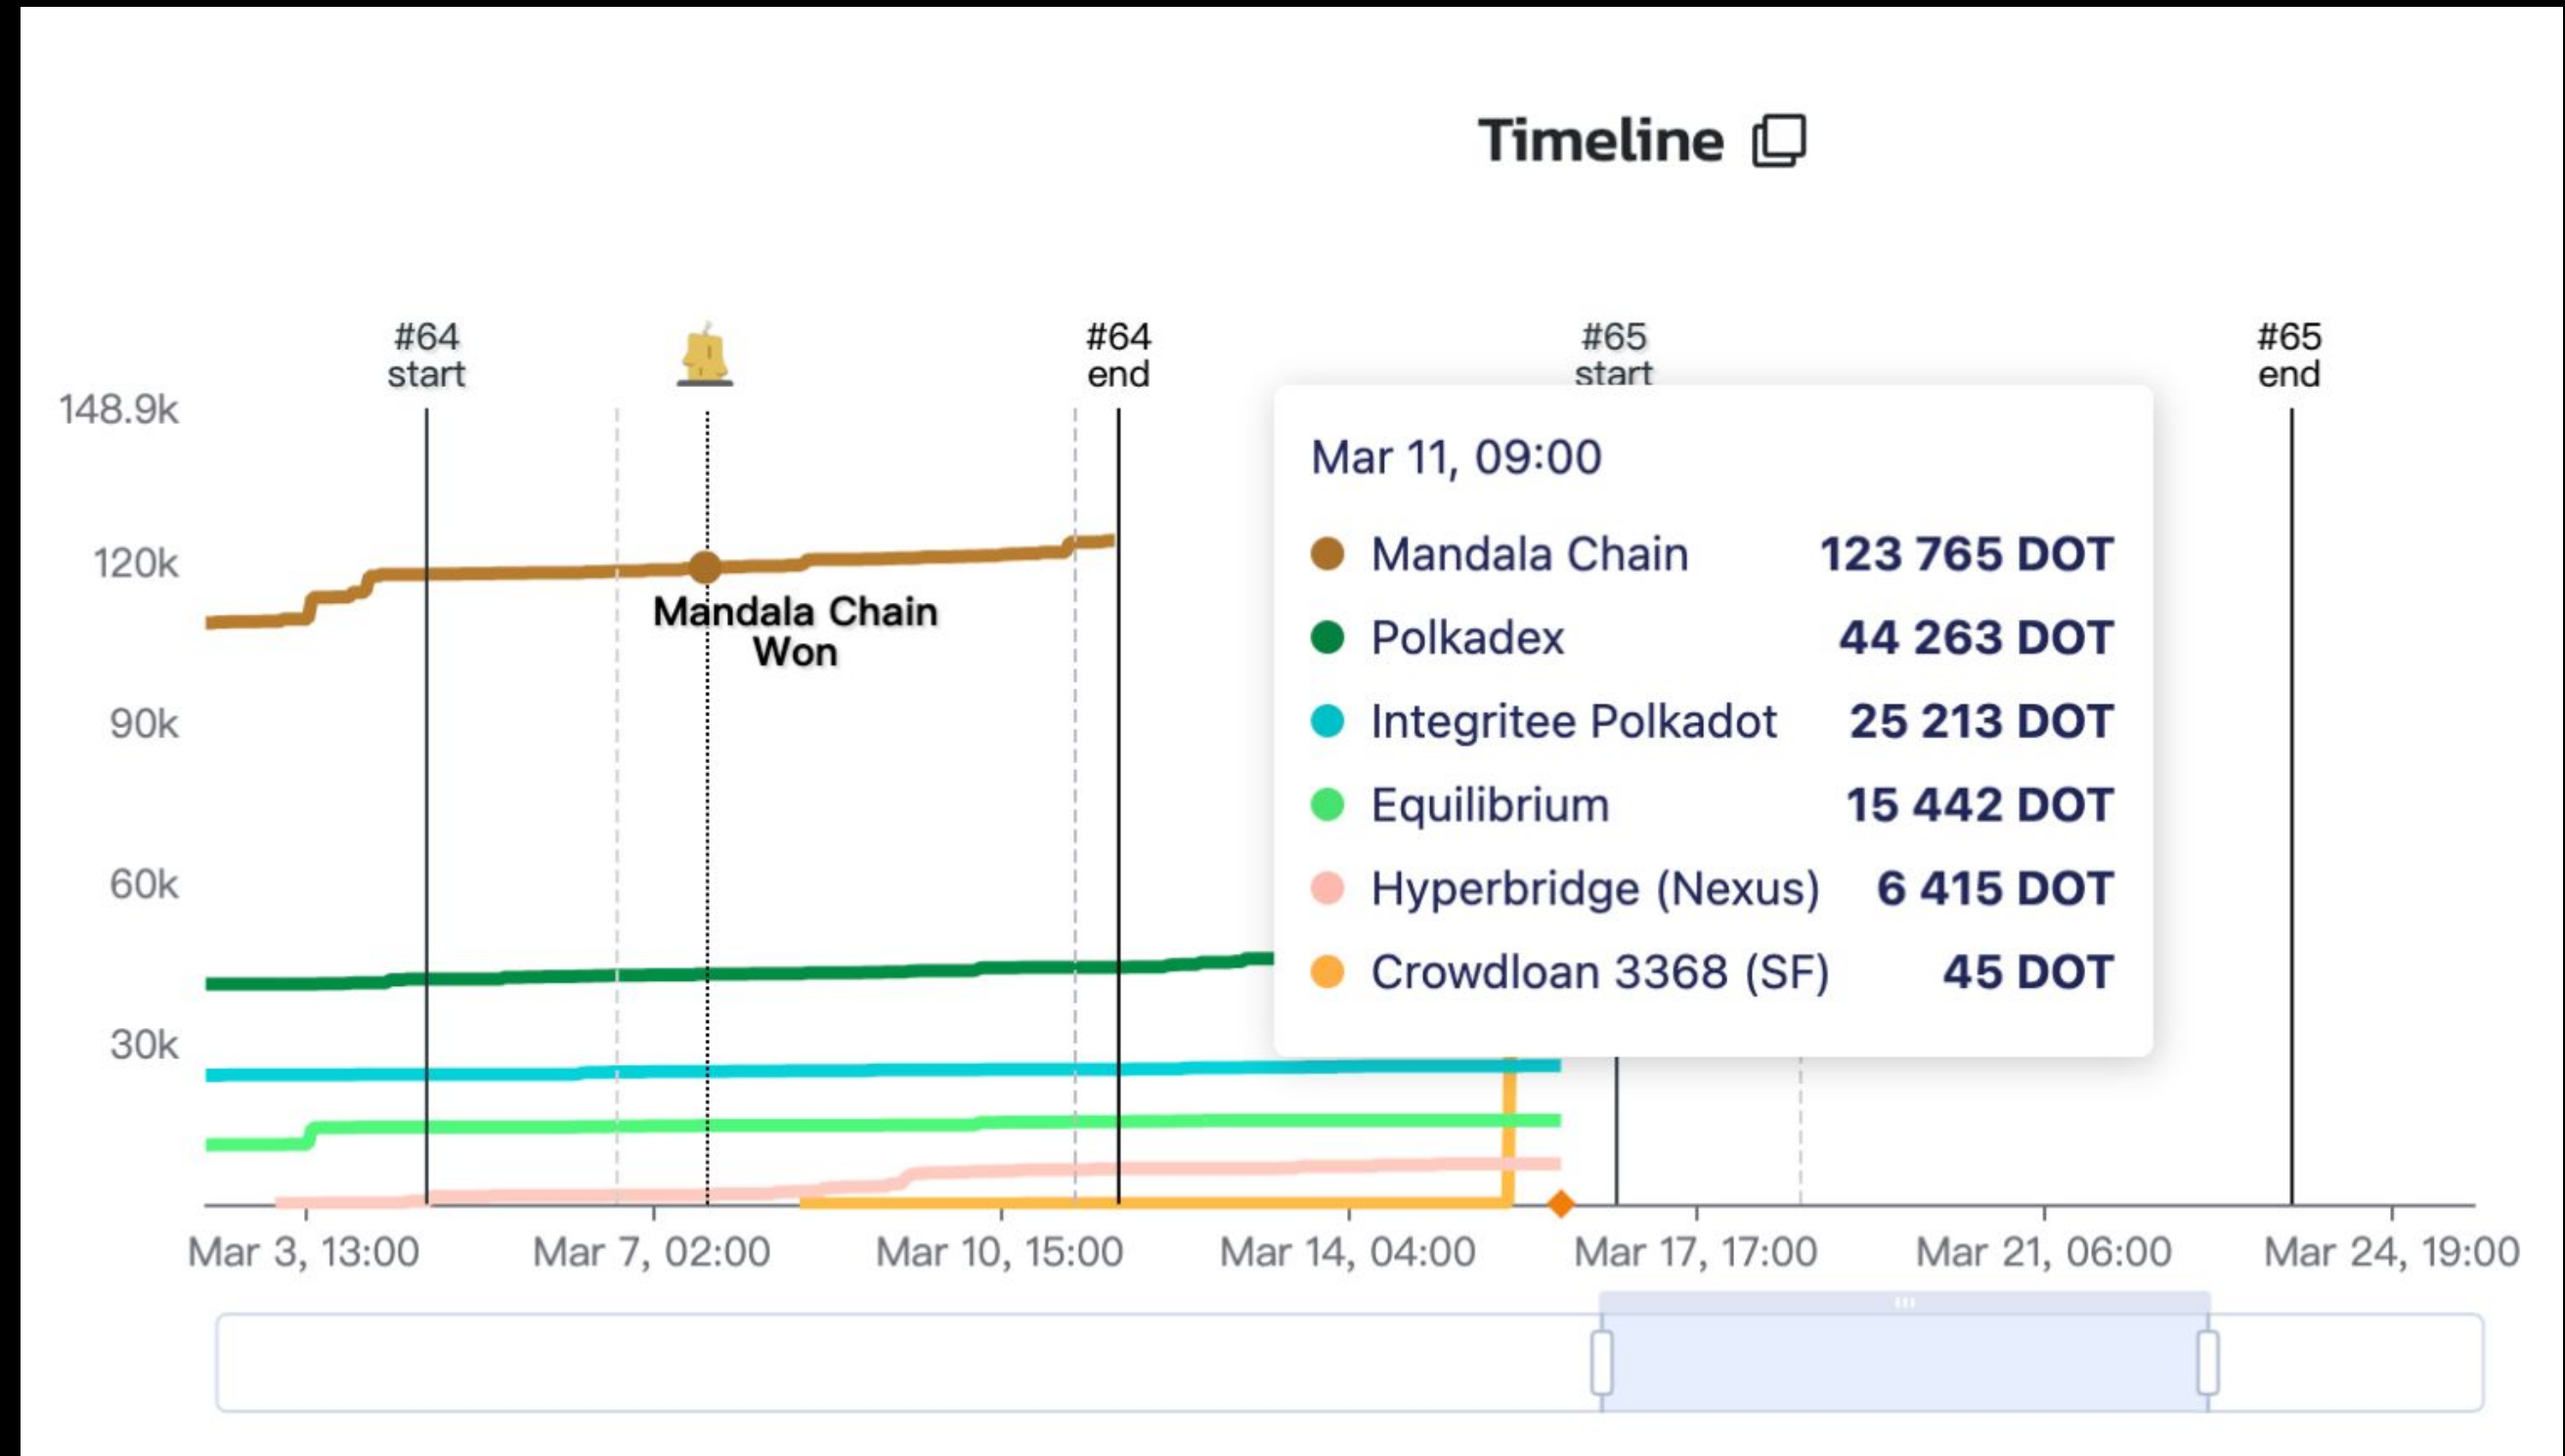 Timeline
#64
start
#64
end
#65
start
#65
end
148.9k
120k
90k
60k
30k
Mandala Chain
Won
Mar 11, 09:00
Mandala Chain 123 765 DOT
Polkadex 44 263 DOT
Integritee Polkadot 25 213 DOT
Equilibrium 15 442 DOT
Hyperbridge (Nexus) 6 415 DOT
Crowdloan 3368 (SF) 45 DOT
Mar 3, 13:00 Mar 7, 02:00 Mar 10, 15:00 Mar 14, 04:00 Mar 17, 17:00 Mar 21, 06:00 Mar 24, 19:00